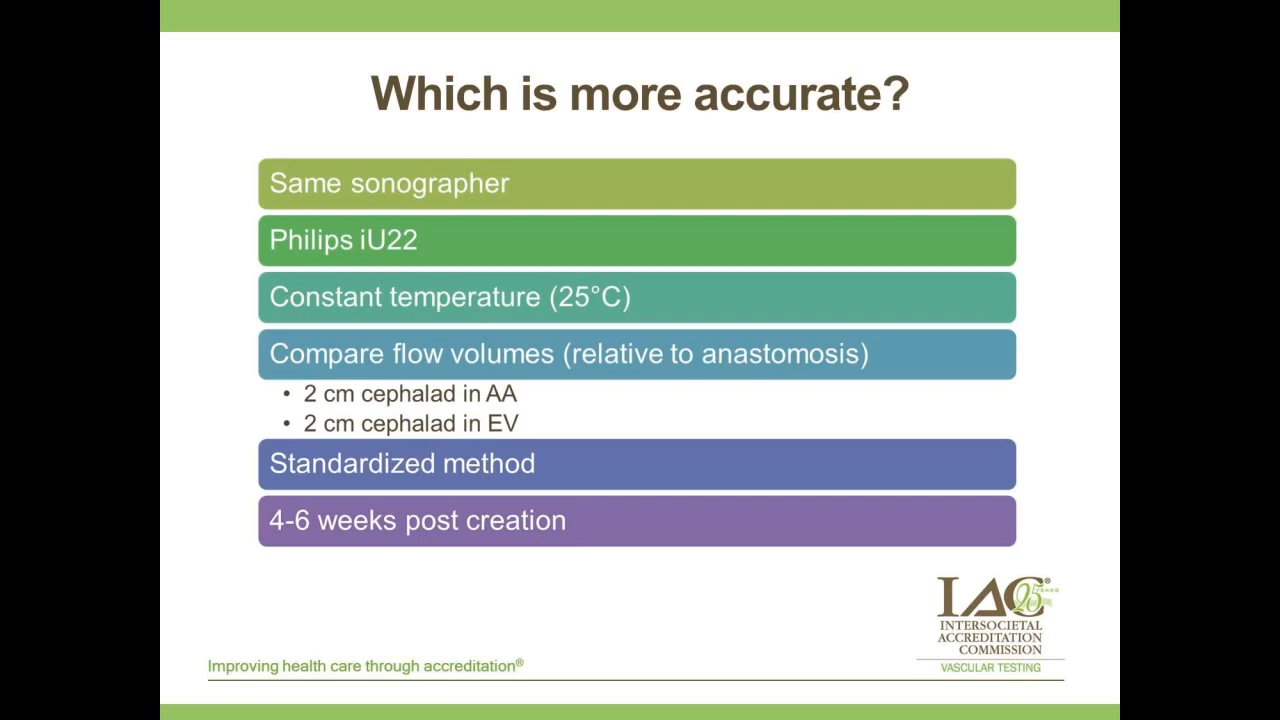 Which is more accurate?
Same sonographer
Philips iU22
Constant temperature (25°C)
Compare flow volumes (relative to anastomosis)
• 2 cm cephalad in AA
• 2 cm cephalad in EV
Standardized method
4-6 weeks post creation
IAC®
25 YEARS
INTERSOCIETAL
ACCREDITATION
COMMISSION
VASCULAR TESTING
Improving health care through accreditation®